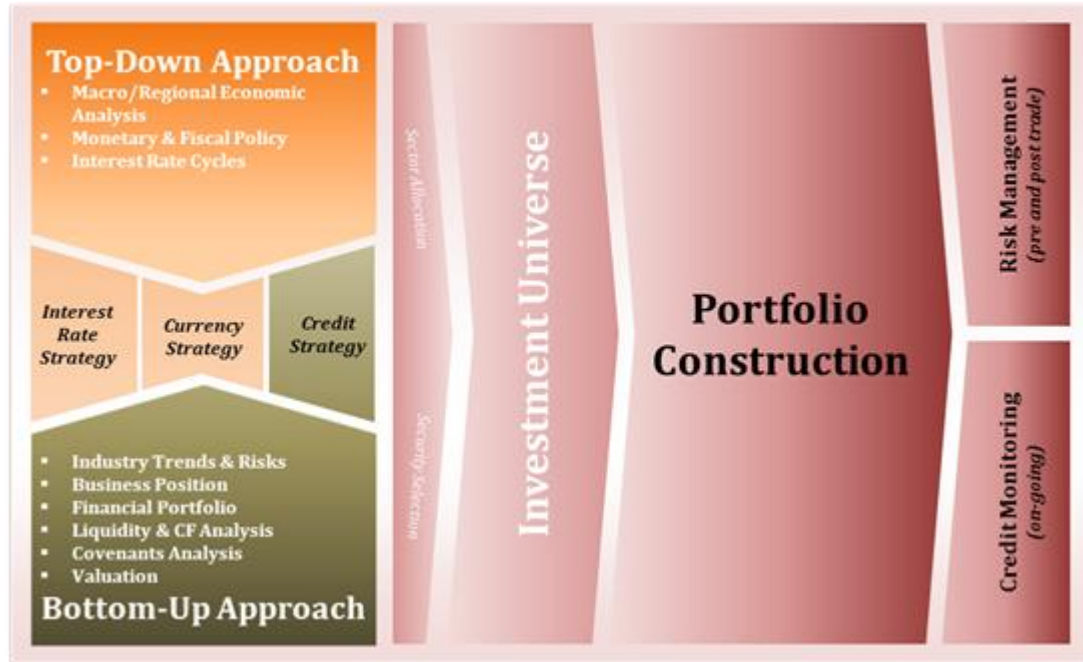 Top-Down Approach
▪ Macro/Regional Economic
Analysis
▪ Monetary & Fiscal Policy
▪ Interest Rate Cycles
Interest
Rate
Strategy
Currency
Strategy
Credit
Strategy
▪ Industry Trends & Risks
▪ Business Position
▪ Financial Portfolio
▪ Liquidity & CF Analysis
▪ Covenants Analysis
▪ Valuation
Bottom-Up Approach
Sector Allocation
Security Selection
Investment Universe
Portfolio
Construction
Risk Management
(pre and post trade)
Credit Monitoring
(on-going)